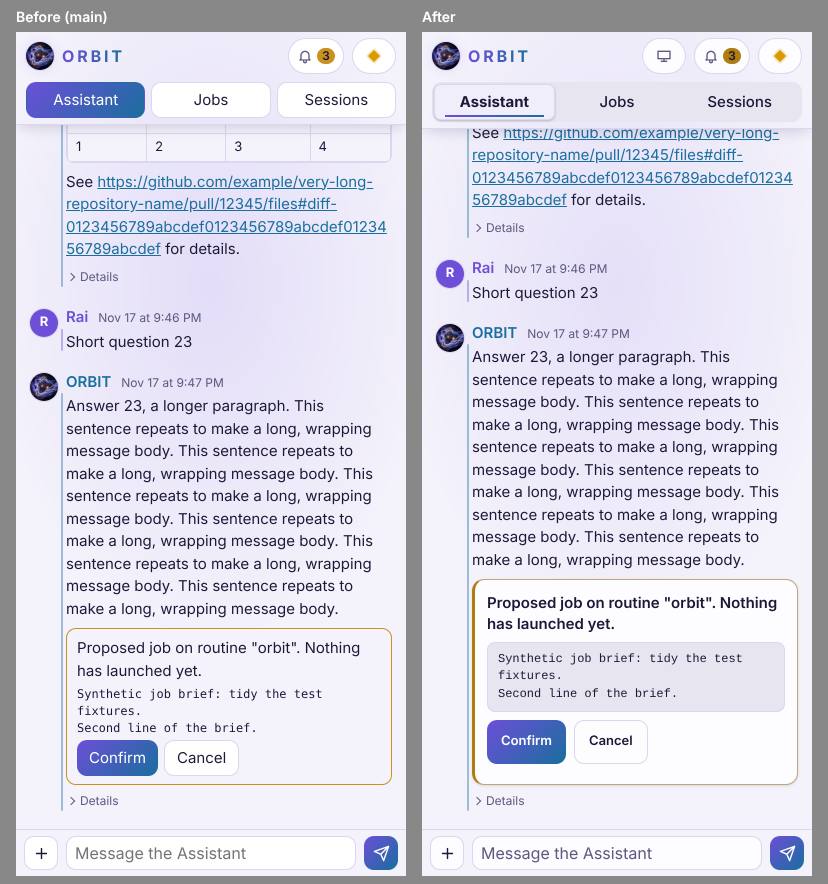 Before (main)
ORBIT
3
Assistant
Jobs
Sessions
1 2 3 4
See https://github.com/example/very-long-
repository-name/pull/12345/files#diff-
0123456789abcdef0123456789abcdef01234
56789abcdef for details.
Details
R
Rai Nov 17 at 9:46 PM
Short question 23
ORBIT Nov 17 at 9:47 PM
Answer 23, a longer paragraph. This
sentence repeats to make a long, wrapping
message body. This sentence repeats to
make a long, wrapping message body. This
sentence repeats to make a long, wrapping
message body. This sentence repeats to
make a long, wrapping message body. This
sentence repeats to make a long, wrapping
message body. This sentence repeats to
make a long, wrapping message body.
Proposed job on routine "orbit". Nothing
has launched yet.
Synthetic job brief: tidy the test
fixtures.
Second line of the brief.
Confirm
Cancel
Details
Message the Assistant
After
ORBIT
3
Assistant
Jobs
Sessions
See https://github.com/example/very-long-
repository-name/pull/12345/files#diff-
0123456789abcdef0123456789abcdef01234
56789abcdef for details.
Details
R
Rai Nov 17 at 9:46 PM
Short question 23
ORBIT Nov 17 at 9:47 PM
Answer 23, a longer paragraph. This
sentence repeats to make a long, wrapping
message body. This sentence repeats to
make a long, wrapping message body. This
sentence repeats to make a long, wrapping
message body. This sentence repeats to
make a long, wrapping message body. This
sentence repeats to make a long, wrapping
message body. This sentence repeats to
make a long, wrapping message body.
Proposed job on routine "orbit". Nothing
has launched yet.
Synthetic job brief: tidy the test
fixtures.
Second line of the brief.
Confirm
Cancel
Details
Message the Assistant